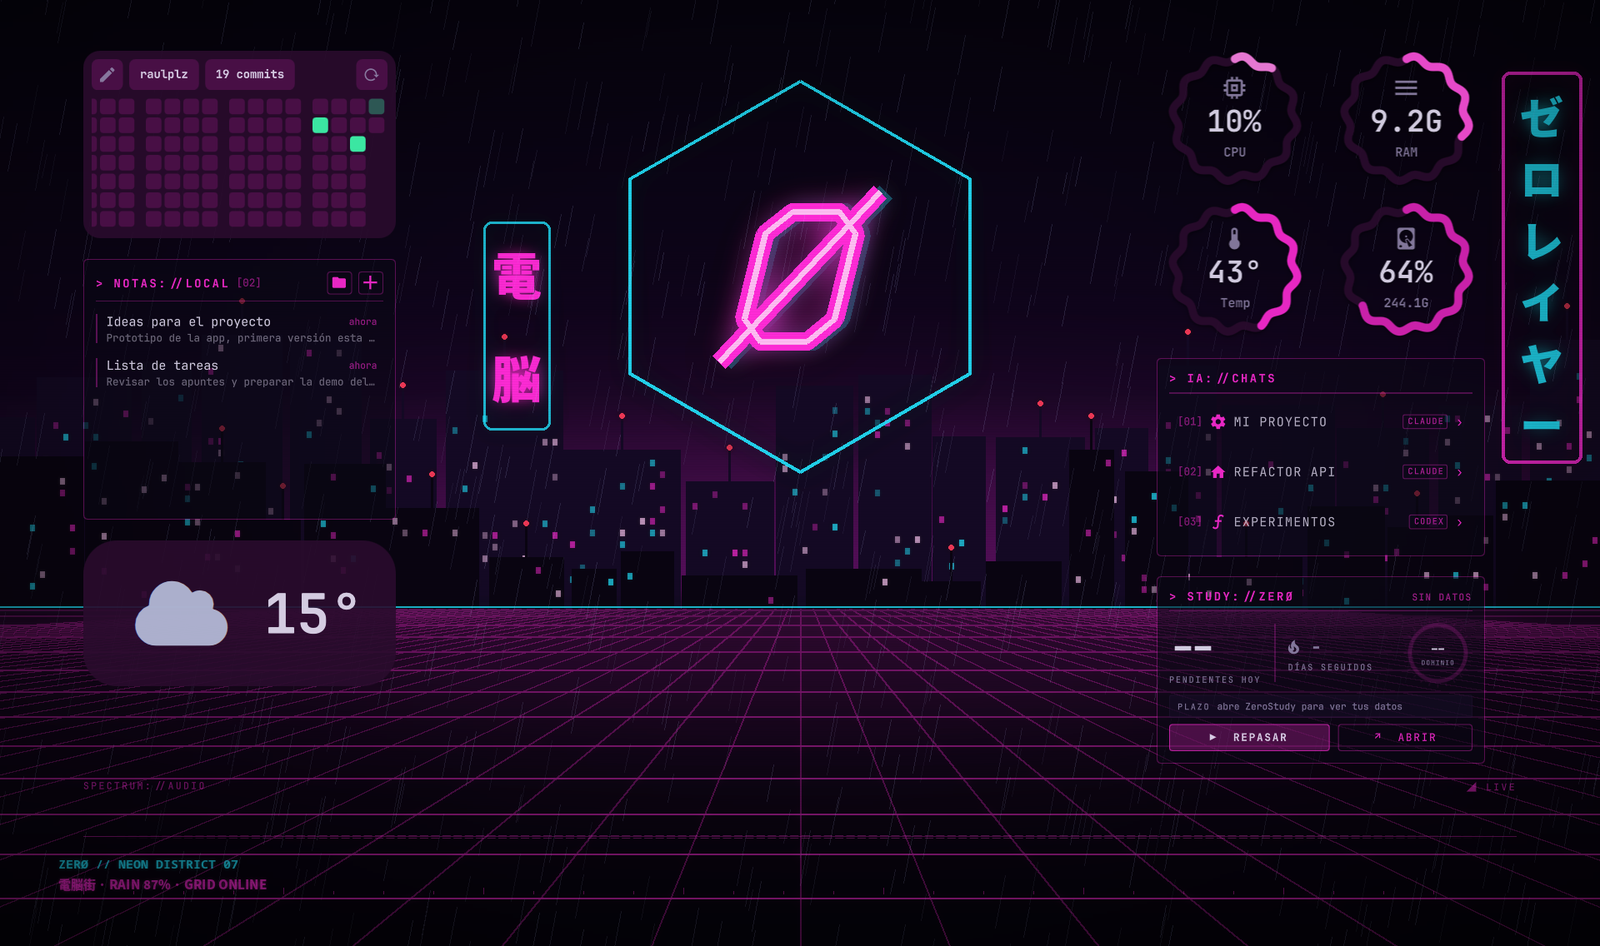 raulplz
19 commits
> NOTAS://LOCAL [02]
Ideas para el proyecto
ahora
Prototipo de la app, primera versión esta …
Lista de tareas
ahora
Revisar los apuntes y preparar la demo del…
15°
電脳
Ø
10%
CPU
9.2G
RAM
43°
Temp
64%
244.1G
ゼロレイヤー
> IA://CHATS
[01] MI PROYECTO CLAUDE ›
[02] REFACTOR API CLAUDE ›
[03] EXPERIMENTOS CODEX ›
> STUDY://ZERØ
SIN DATOS
——
PENDIENTES HOY
-
DÍAS SEGUIDOS
--
DOMINIO
PLAZO abre ZeroStudy para ver tus datos
▶ REPASAR
↗ ABRIR
SPECTRUM://AUDIO
LIVE
ZERØ // NEON DISTRICT 07
電脳街 · RAIN 87% · GRID ONLINE